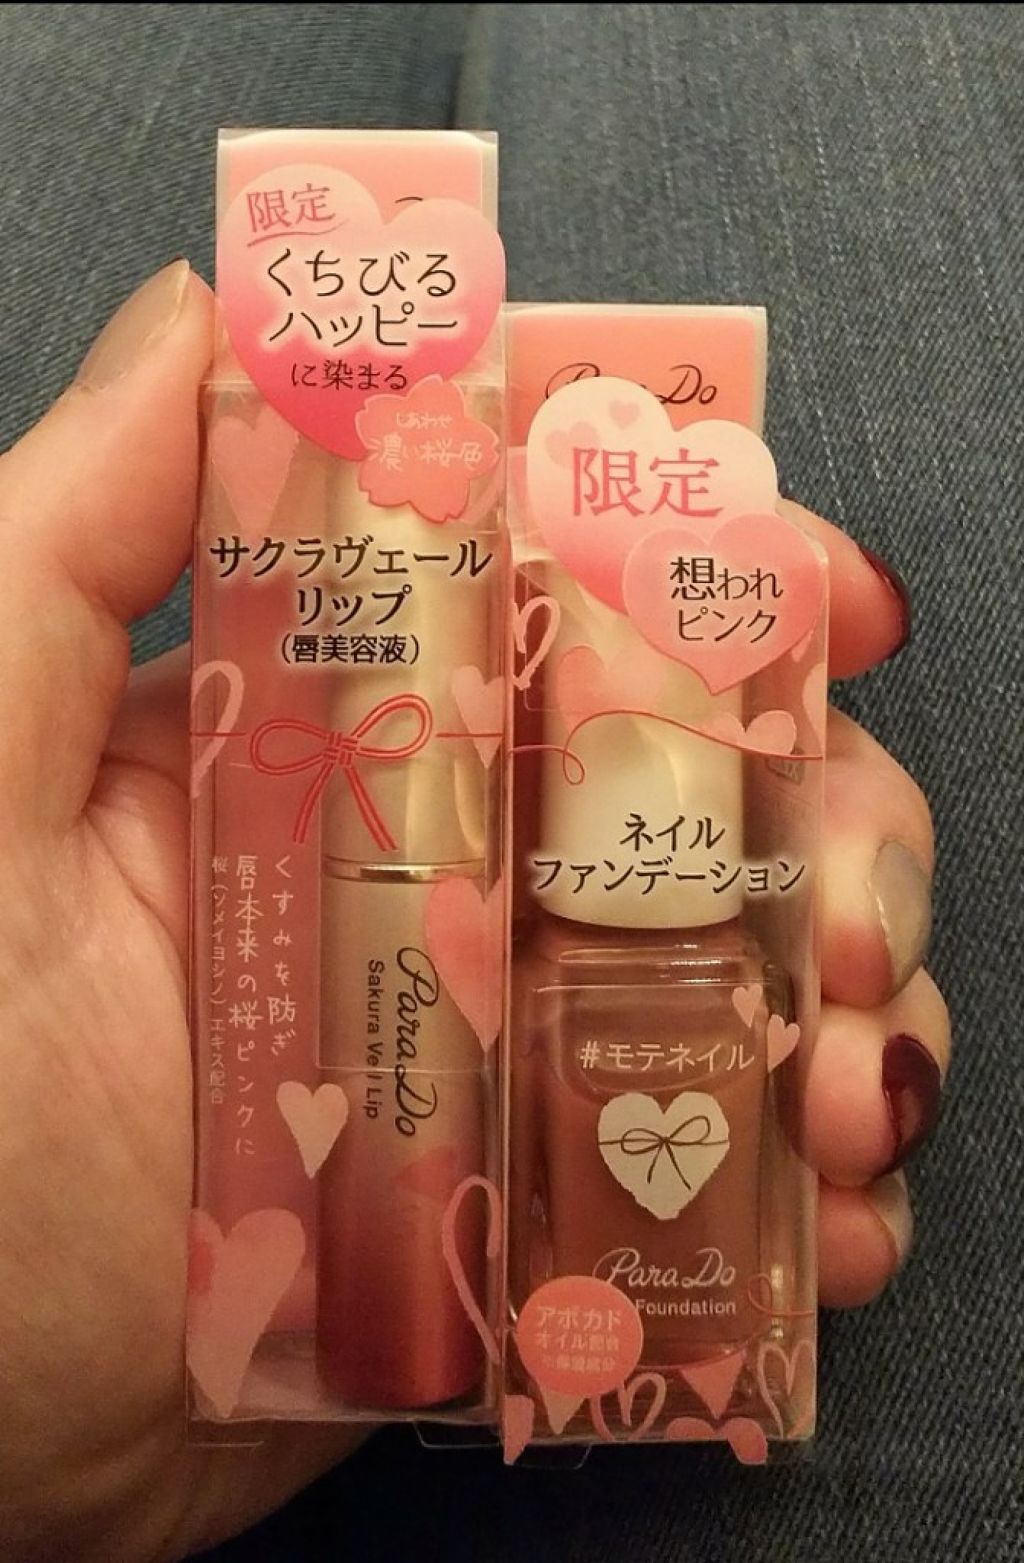 限定
くちびる
ハッピー
に染まる
しあわせ
濃い桜色
サクラヴェール
リップ
(唇美容液)
くすみを防ぎ
唇本来の桜ピンクに
桜(ソメイヨシノ)エキス配合
ParaDo
Sakura Veil Lip
ParaDo
限定
想われ
ピンク
ネイル
ファンデーション
#モテネイル
ParaDo
Foundation
アボカド
オイル配合